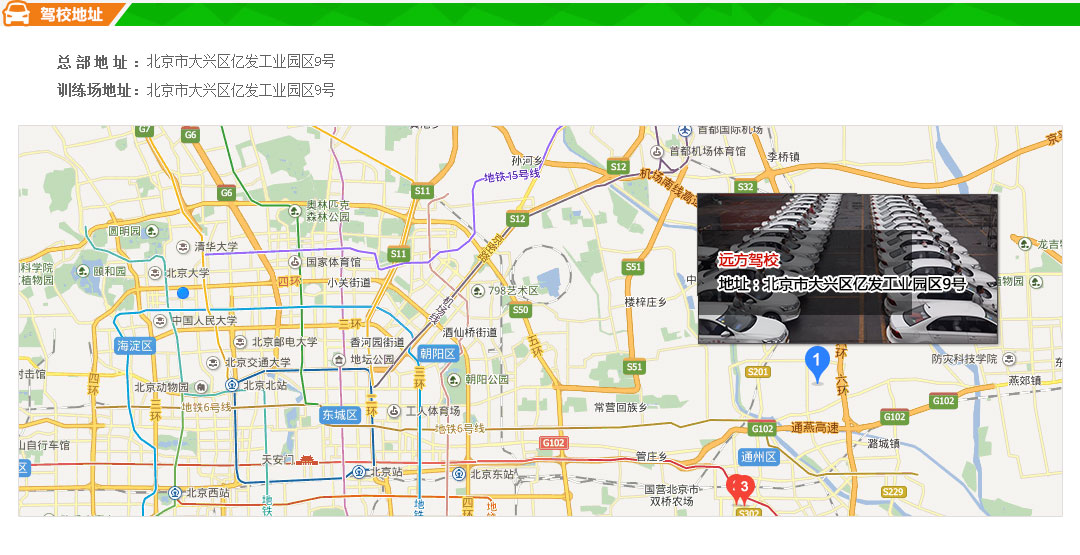 驾校地址
总部地址：北京市大兴区亿发工业园区9号
训练场地址：北京市大兴区亿发工业园区9号
G7
G6
首都国际机场
京
孙河乡
首都机场体育馆
李桥镇
S12
地铁15号线
机场南线高速
G6
S11
S32
奥林匹克
森林公园
S12
圆明园
清华大学
京密路
龙吉
S11
远方驾校
地址：北京市大兴区亿发工业园区9号
科学院
植物园
颐和园
北京大学
国家体育馆
S51
四环
小关街道
798艺术区
楼梓庄乡
物园
机场线
S50
中国人民大学
三环
酒仙桥街道
五环
海淀区
北京邮电大学
香河园街道
朝阳区
1
六环
北京交通大学
地坛公园
防灾科技学院
S51
S201
射击馆
四环
北京动物园
北京北站
三环
朝阳公园
燕郊镇
G102
三环
地铁6号线
二环
东城区
工人体育场
常营回族乡
G102
地铁6号线
G102
通燕高速
山自行车馆
G102
潞城镇
天安门
管庄乡
通州区
区
北京站
北京东站
北京西站
国营北京市
双桥农场
3
S229
地铁
地铁
四环
地铁
S302